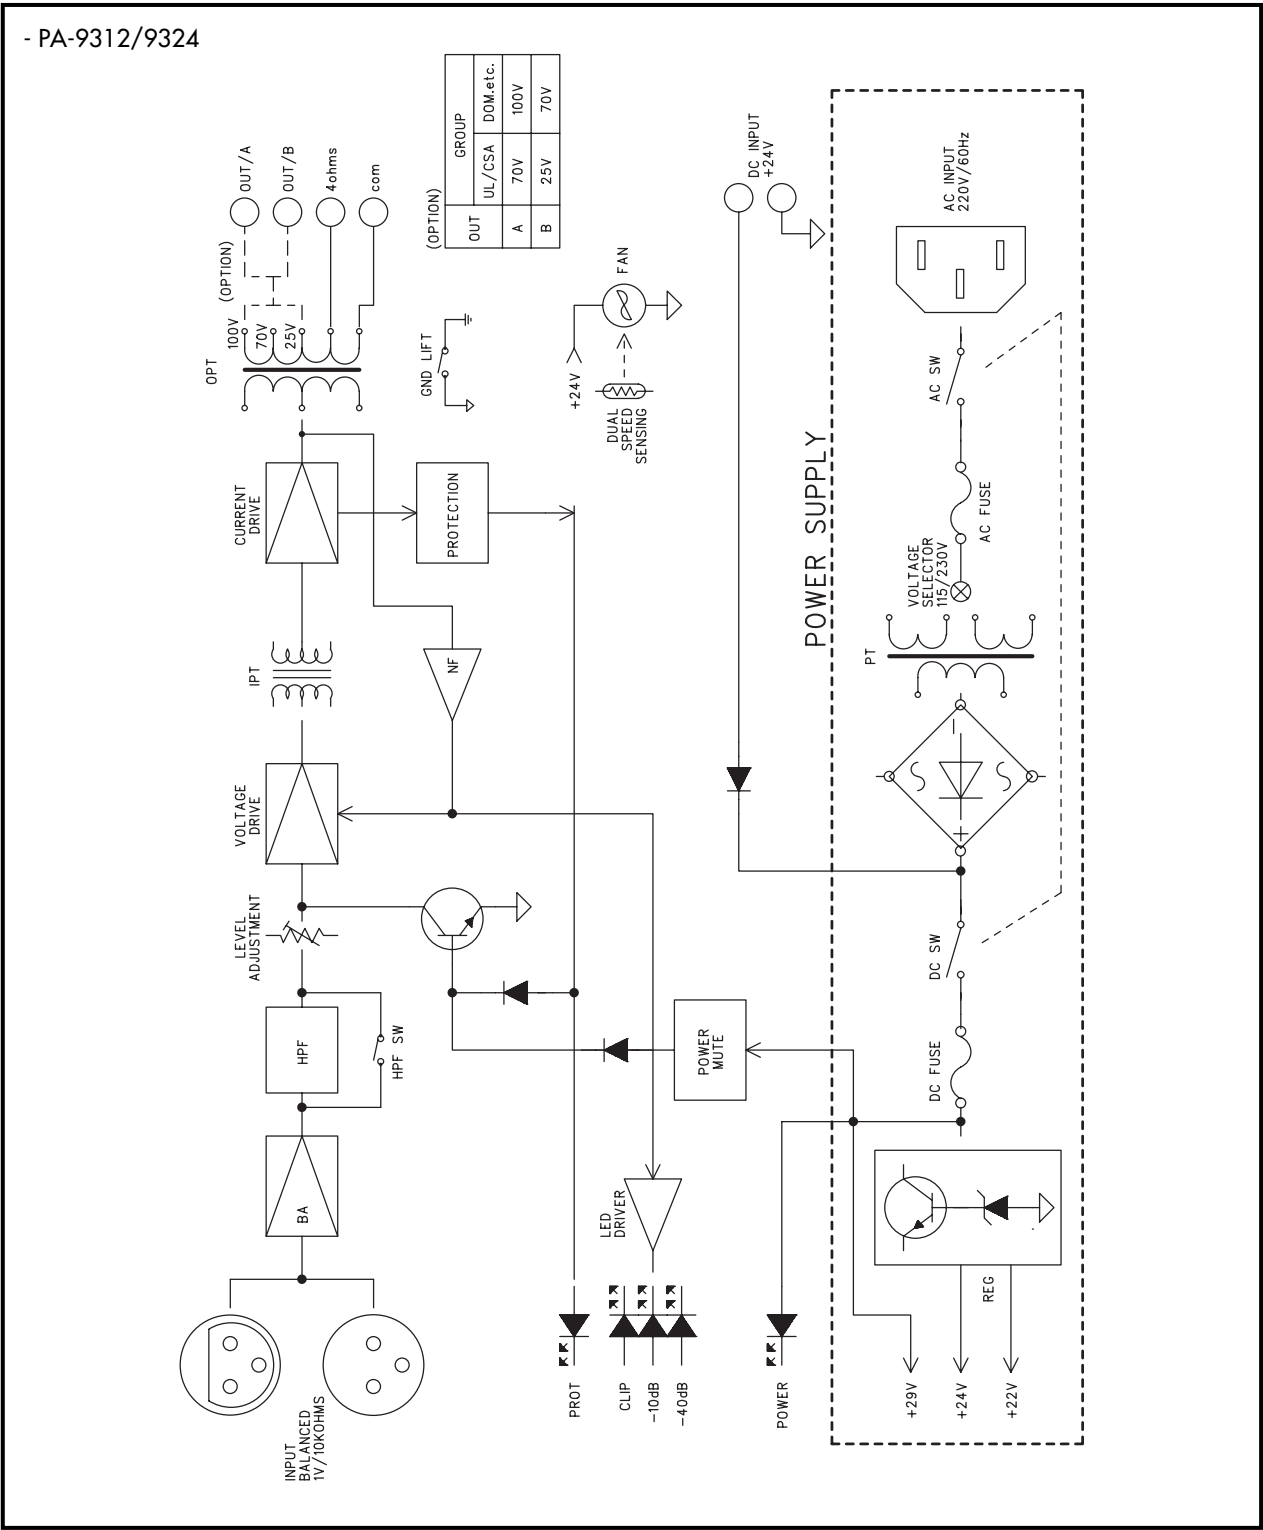 - PA-9312/9324
INPUT
BALANCED
1V/10KOHMS
BA
HPF
HPF SW
LEVEL
ADJUSTMENT
VOLTAGE
DRIVE
IPT
CURRENT
DRIVE
OPT
100V
70V
25V
(OPTION)
OUT/A
OUT/B
4ohms
com
NF
PROTECTION
GND LIFT
(OPTION)
OUT
GROUP
UL/CSA
DOM.etc.
A
70V
100V
B
25V
70V
+24V
FAN
DUAL
SPEED
SENSING
PROT
CLIP
-10dB
-40dB
LED
DRIVER
POWER
MUTE
POWER
DC INPUT
+24V
POWER SUPPLY
AC INPUT
220V/60Hz
AC SW
AC FUSE
VOLTAGE
SELECTOR
115/230V
PT
DC SW
DC FUSE
REG
+29V
+24V
+22V